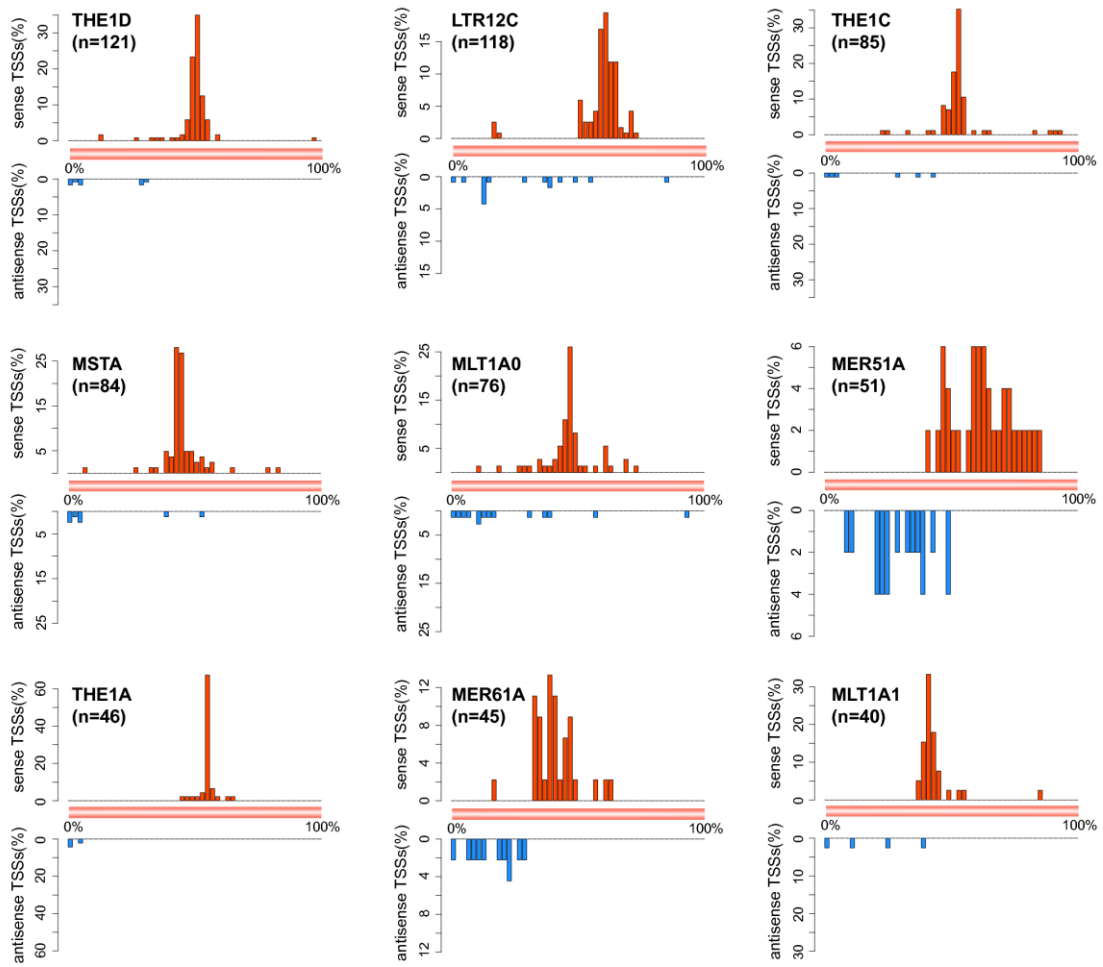 THE1D
(n=121)
sense TSSs(%)
30
20
10
0
0%
100%
antisense TSSs(%)
0
10
20
30
LTR12C
(n=118)
sense TSSs(%)
15
10
5
0
0%
100%
antisense TSSs(%)
0
5
10
15
THE1C
(n=85)
sense TSSs(%)
30
20
10
0
0%
100%
antisense TSSs(%)
0
10
20
30
MSTA
(n=84)
sense TSSs(%)
25
15
5
0%
100%
antisense TSSs(%)
5
15
25
MLT1A0
(n=76)
sense TSSs(%)
25
15
5
0%
100%
antisense TSSs(%)
5
15
25
MER51A
(n=51)
sense TSSs(%)
6
4
2
0
0%
100%
antisense TSSs(%)
0
2
4
6
THE1A
(n=46)
sense TSSs(%)
60
40
20
0
0%
100%
antisense TSSs(%)
0
20
40
60
MER61A
(n=45)
sense TSSs(%)
12
8
4
0
0%
100%
antisense TSSs(%)
0
4
8
12
MLT1A1
(n=40)
sense TSSs(%)
30
20
10
0
0%
100%
antisense TSSs(%)
0
10
20
30